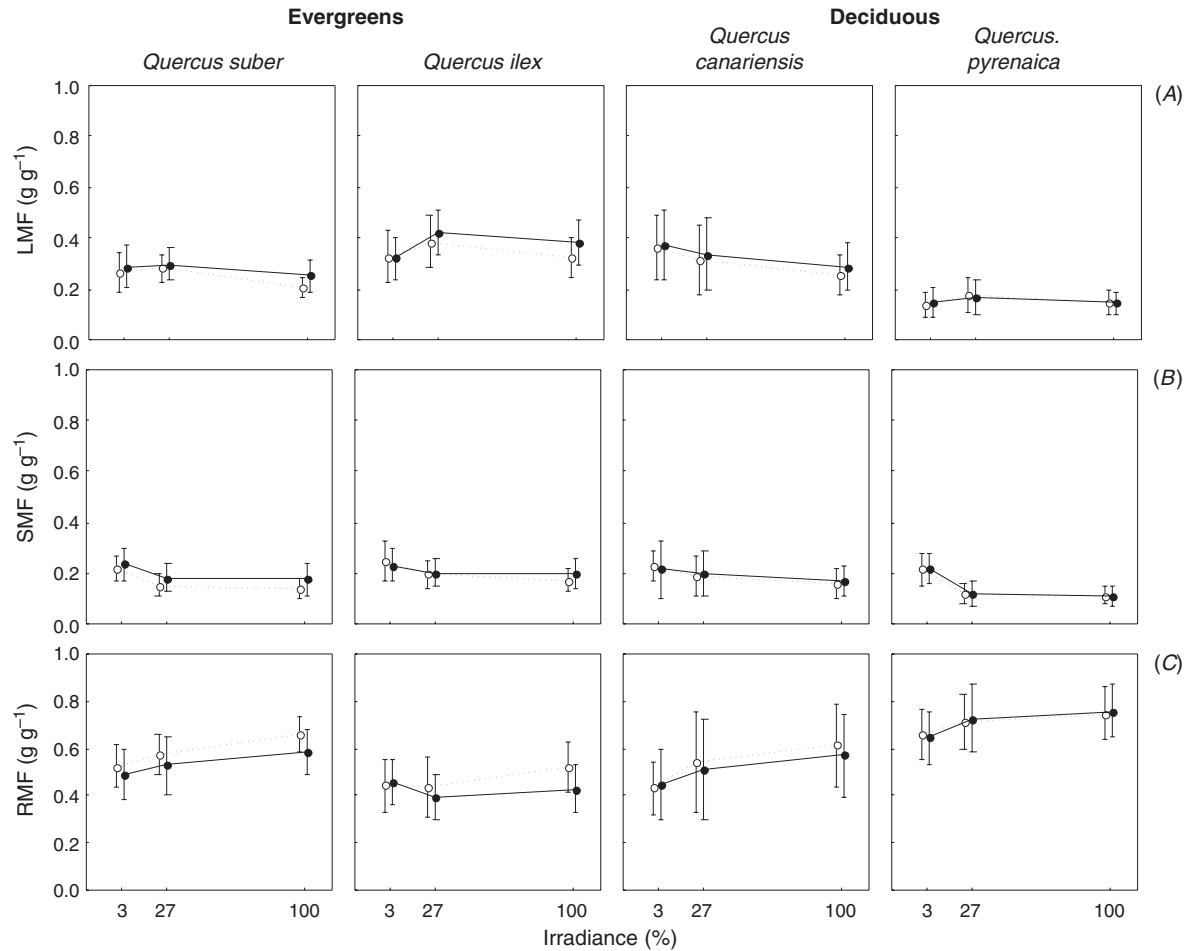 Evergreens Deciduous
Quercus suber Quercus ilex Quercus canariensis Quercus. pyrenaica
(A)
LMF (g g⁻¹)
1.0
0.8
0.6
0.4
0.2
0.0
(B)
SMF (g g⁻¹)
1.0
0.8
0.6
0.4
0.2
0.0
(C)
RMF (g g⁻¹)
1.0
0.8
0.6
0.4
0.2
0.0
3 27 100 3 27 100 3 27 100 3 27 100
Irradiance (%)